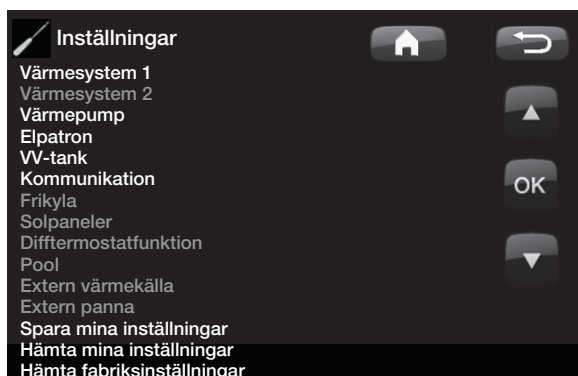 Inställningar
Värmesystem 1
Värmesystem 2
Värmepump
Elpatron
VV-tank
Kommunikation
OK
Frikyla
Solpaneler
Difftermostatfunktion
Pool
Extern värmekälla
Extern panna
Spara mina inställningar
Hämta mina inställningar
Hämta fabriksinställningar